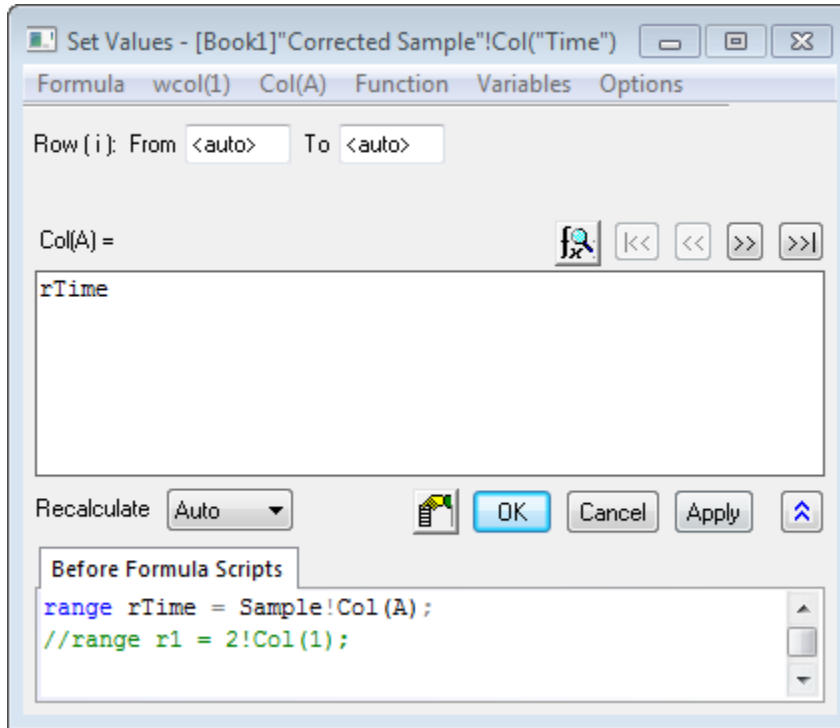 Set Values - [Book1]"Corrected Sample"!Col("Time")
Formula wcol(1) Col(A) Function Variables Options
Row ( i ): From <auto> To <auto>
Col(A) =
fx |<< << >> >>|
rTime
Recalculate Auto OK Cancel Apply
Before Formula Scripts
range rTime = Sample!Col(A);
//range r1 = 2!Col(1);